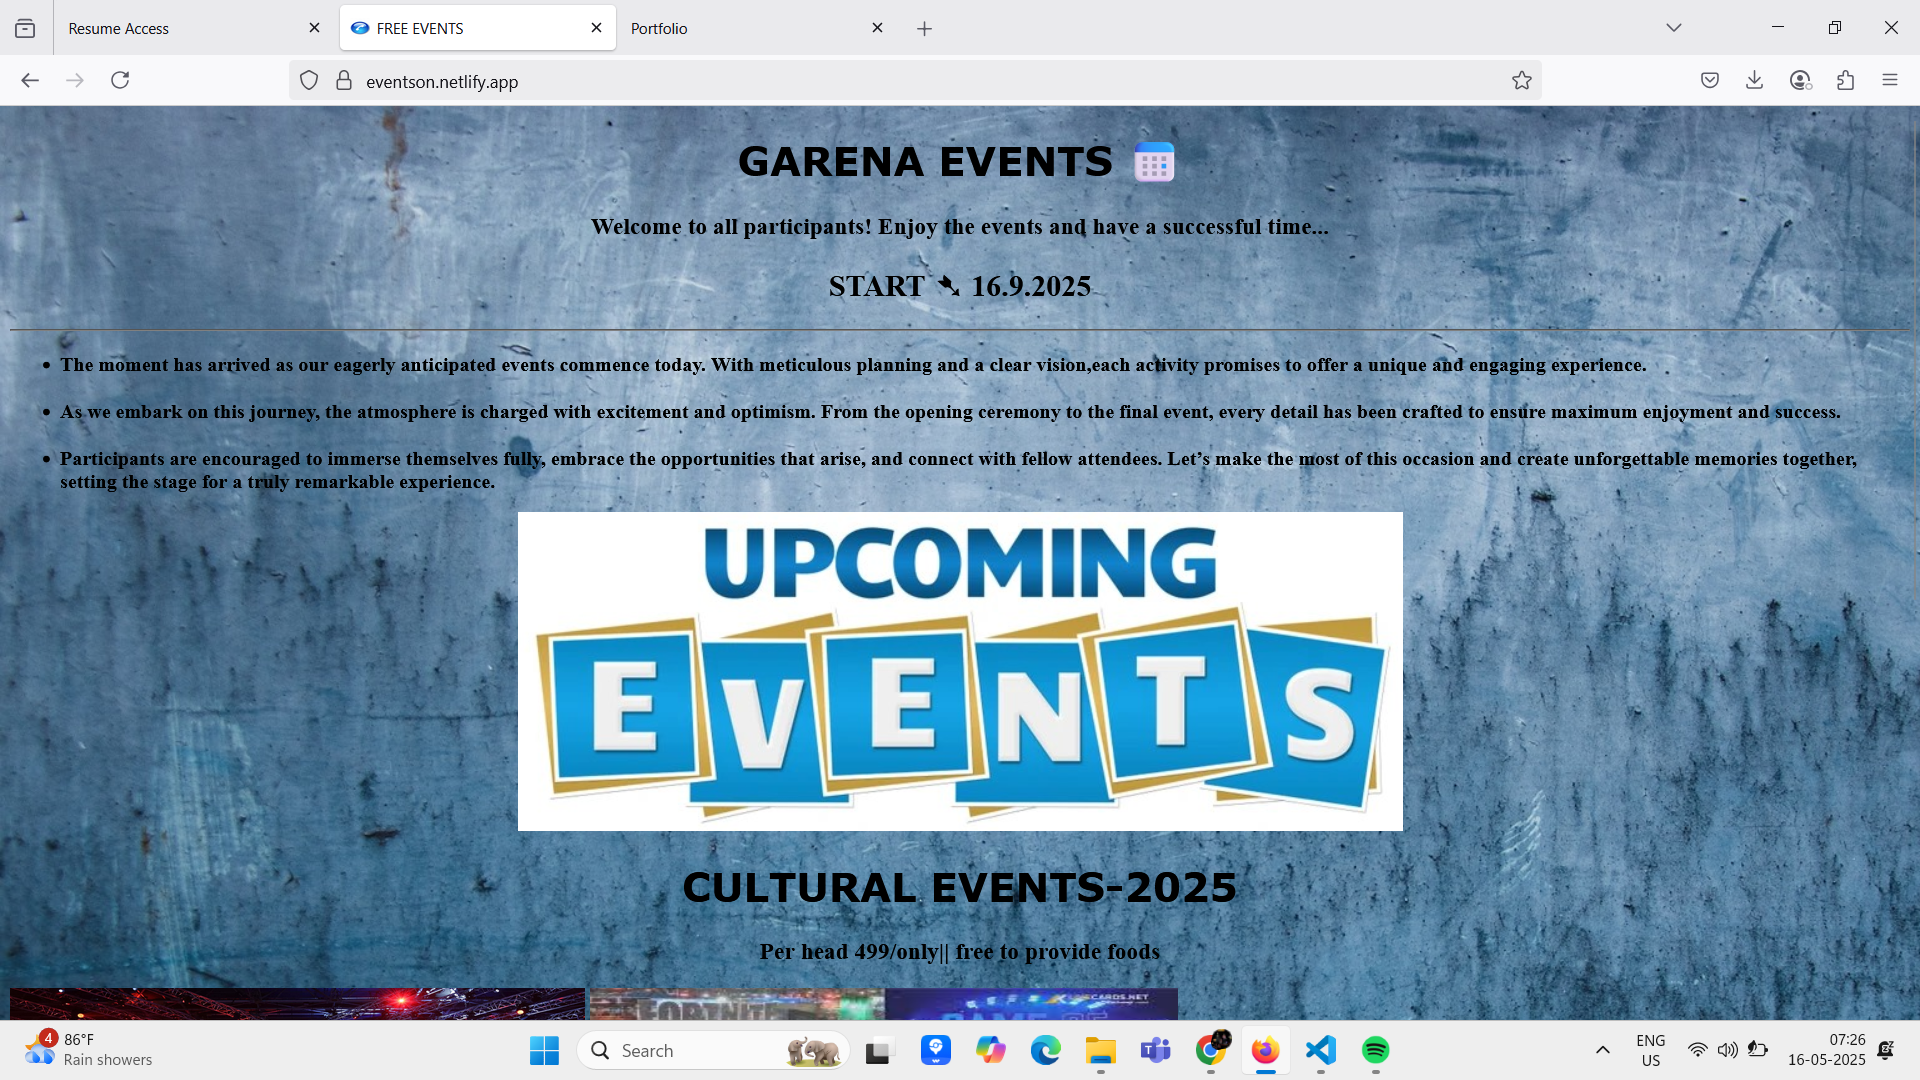 Resume Access
FREE EVENTS
Portfolio
eventson.netlify.app
GARENA EVENTS
Welcome to all participants! Enjoy the events and have a successful time...
START ➴ 16.9.2025
• The moment has arrived as our eagerly anticipated events commence today. With meticulous planning and a clear vision,each activity promises to offer a unique and engaging experience.
• As we embark on this journey, the atmosphere is charged with excitement and optimism. From the opening ceremony to the final event, every detail has been crafted to ensure maximum enjoyment and success.
• Participants are encouraged to immerse themselves fully, embrace the opportunities that arise, and connect with fellow attendees. Let’s make the most of this occasion and create unforgettable memories together,
setting the stage for a truly remarkable experience.
UPCOMING
EVENTS
CULTURAL EVENTS-2025
Per head 499/only|| free to provide foods
GAME OF
4
86°F
Rain showers
Search
ENG
US
07:26
16-05-2025